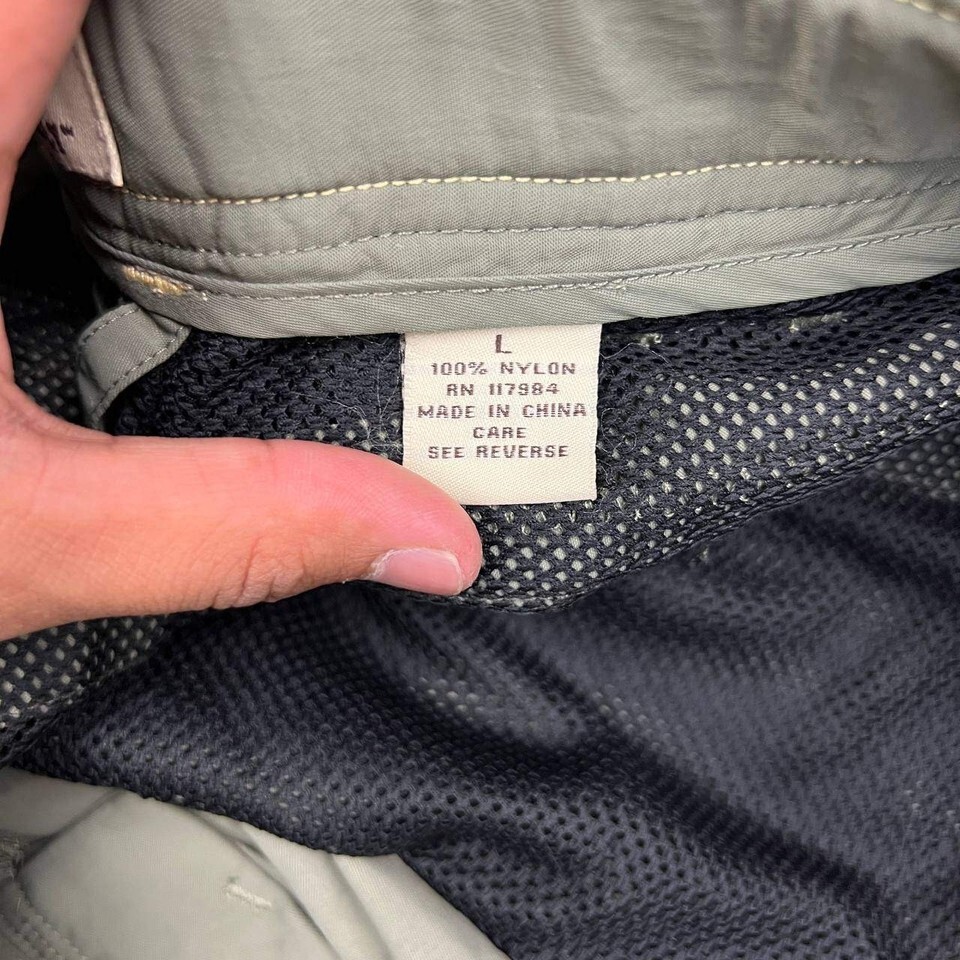 L
100% NYLON
RN 117984
MADE IN CHINA
CARE
SEE REVERSE